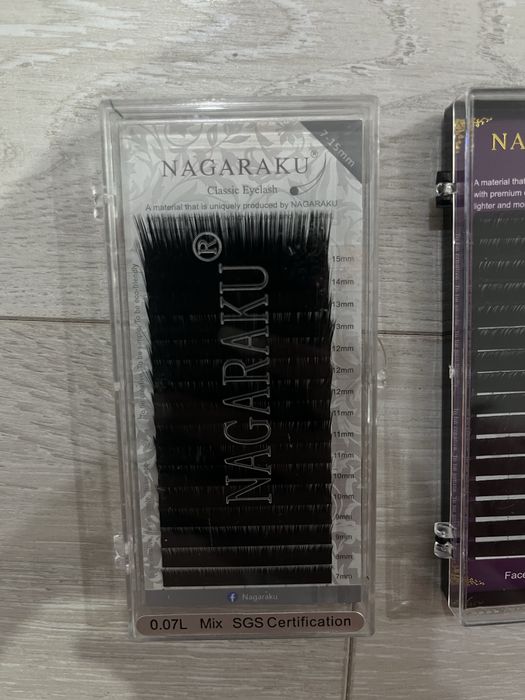 7-15mm
NAGARAKU®
Classic Eyelash
A material that is uniquely produced by NAGARAKU
NAGARAKU®
15mm
14mm
13mm
13mm
12mm
12mm
12mm
11mm
11mm
11mm
10mm
10mm
9mm
9mm
8mm
7mm
Nagaraku
0.07L Mix SGS Certification
NA
A material that
with premium
lighter and mo
Face